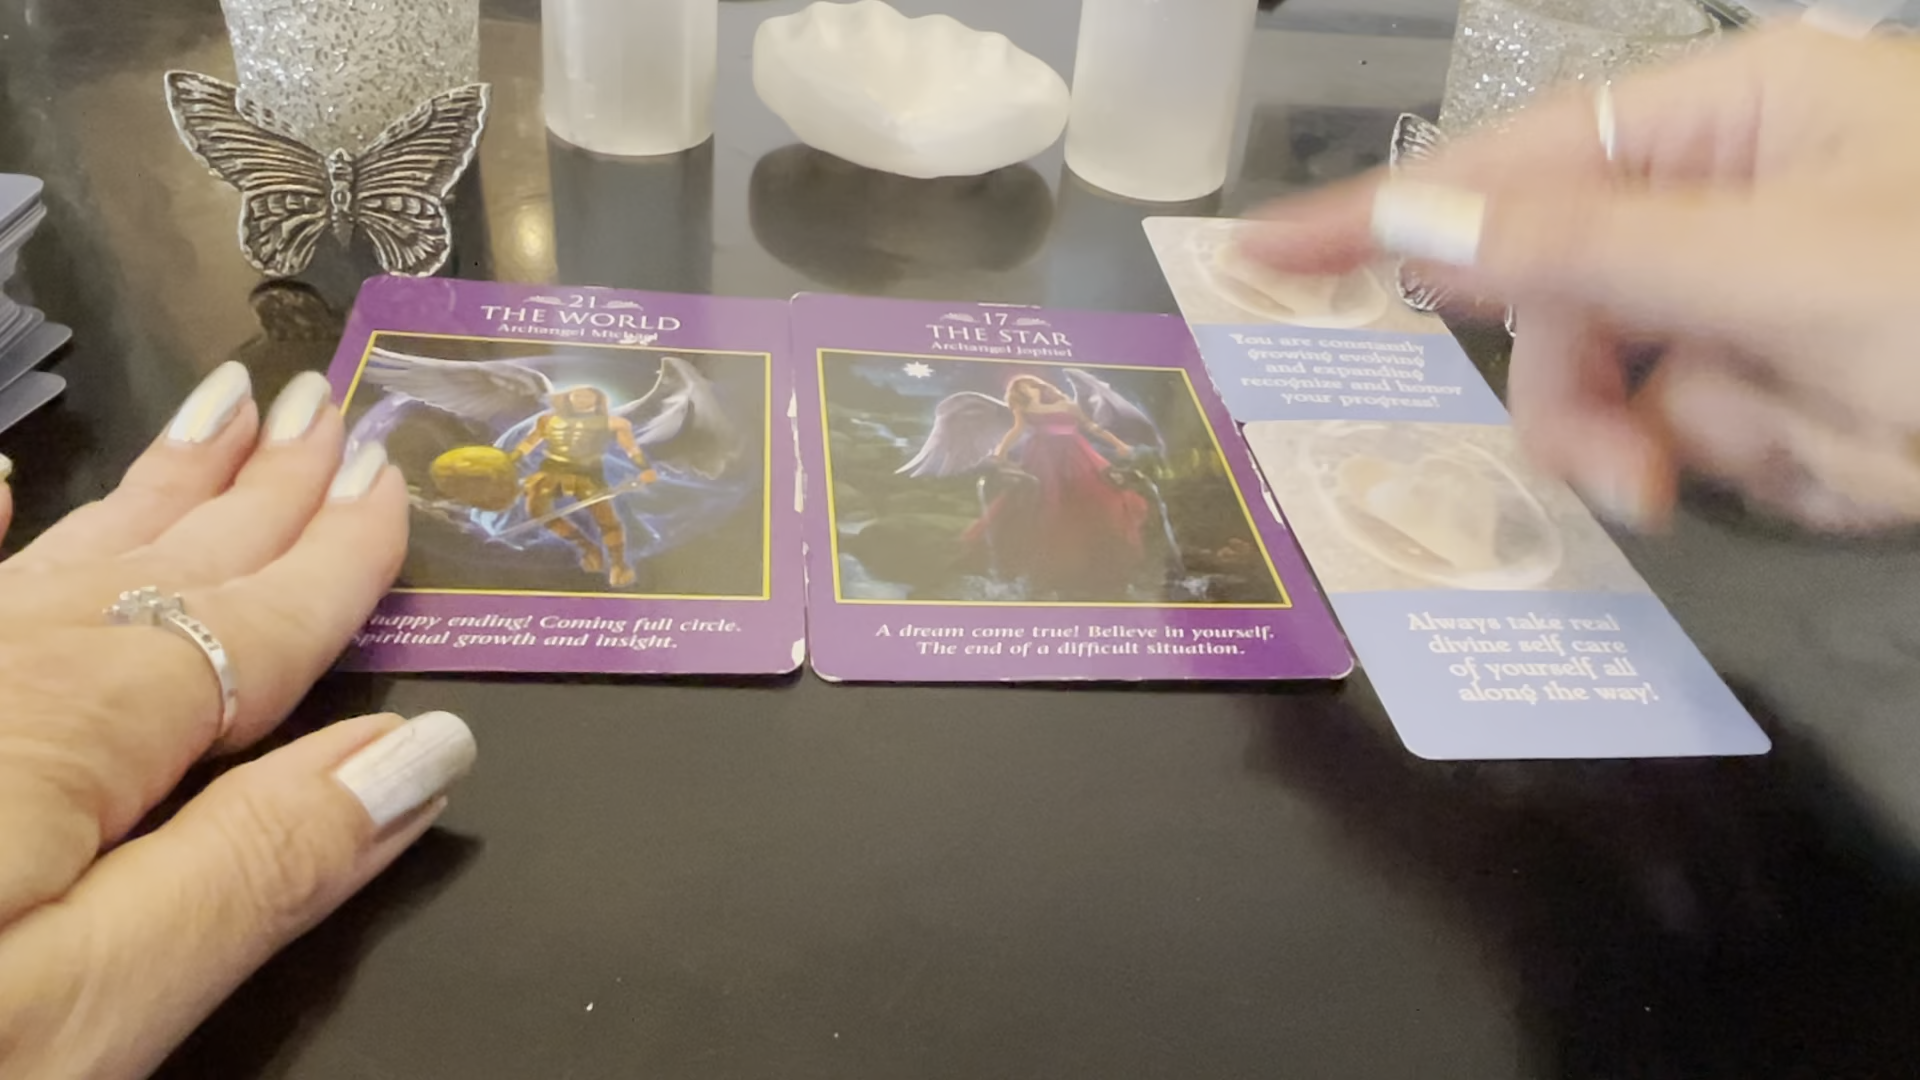 21
THE WORLD
Archangel Michael
happy ending! Coming full circle.
Spiritual growth and insight.
17
THE STAR
Archangel Jophiel
A dream come true! Believe in yourself.
The end of a difficult situation.
You are constantly
growing evolving
and expanding
recognize and honor
your progress!
Always take real
divine self care
of yourself all
along the way!